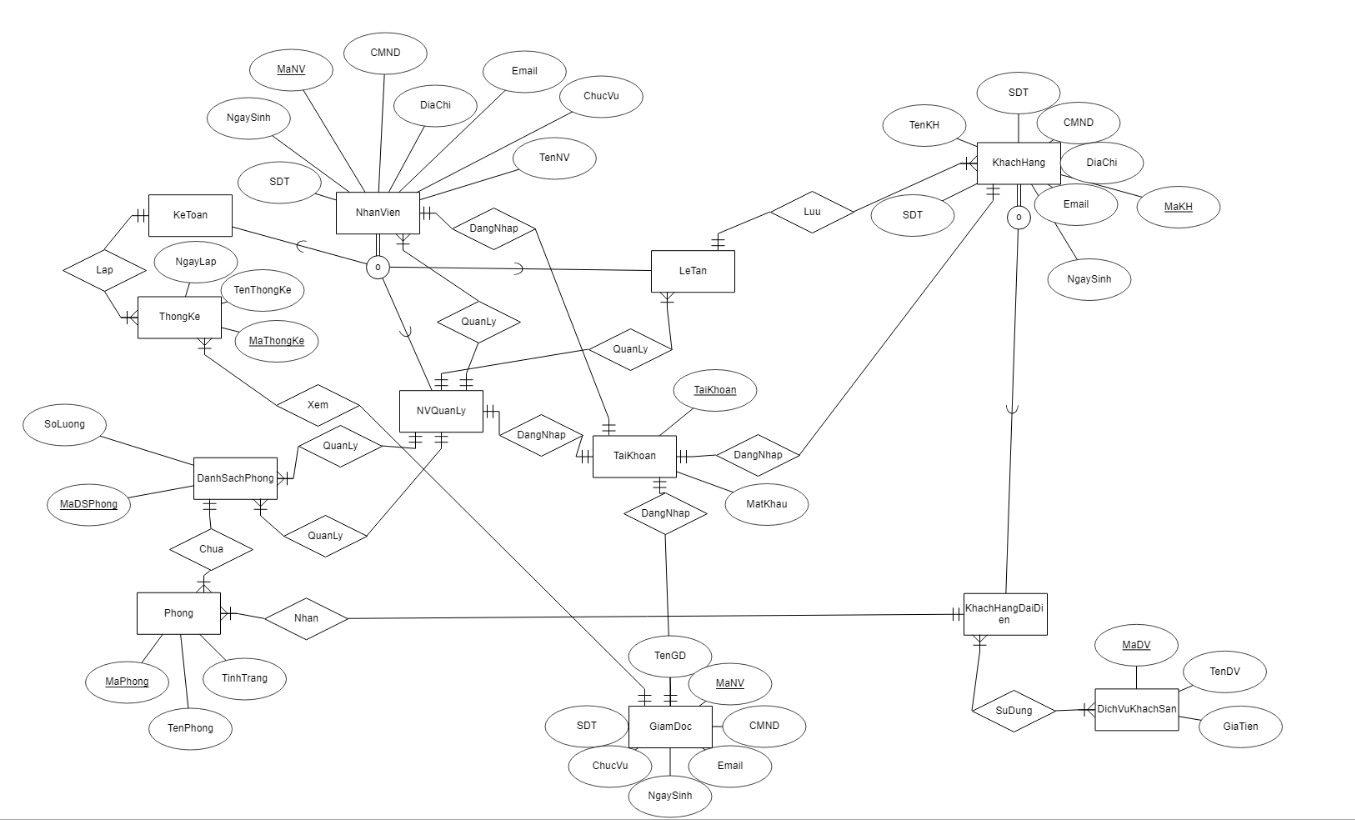 CMND
MaNV
Email
ChucVu
DiaChi
NgaySinh
TenNV
SDT
NhanVien
KeToan
DangNhap
SDT
TenKH
CMND
KhachHang
DiaChi
Email
MaKH
SDT
o
NgaySinh
Luu
Lap
NgayLap
o
LeTan
TenThongKe
ThongKe
MaThongKe
QuanLy
QuanLy
Xem
NVQuanLy
TaiKhoan
SoLuong
QuanLy
DangNhap
TaiKhoan
DangNhap
DanhSachPhong
MaDSPhong
MatKhau
DangNhap
QuanLy
Chua
Phong
Nhan
KhachHangDaiDi
en
MaPhong
TinhTrang
TenPhong
TenGD
MaNV
SDT
GiamDoc
CMND
ChucVu
Email
NgaySinh
MaDV
TenDV
SuDung
DichVuKhachSan
GiaTien